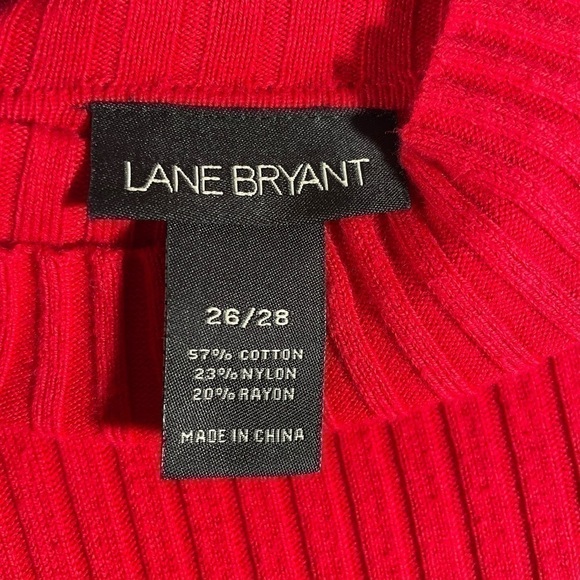 LANE BRYANT
26/28
57% COTTON
23% NYLON
20% RAYON
MADE IN CHINA